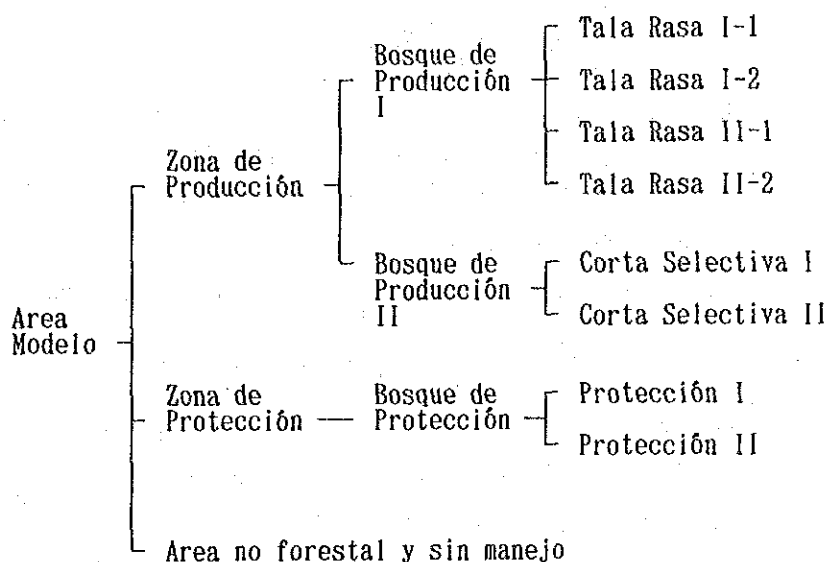 Tala Rasa I-1
Bosque de
Producción
I
Tala Rasa I-2
Tala Rasa II-1
Zona de
Producción
Tala Rasa II-2
Bosque de
Producción
II
Corta Selectiva I
Corta Selectiva II
Area
Modelo
Zona de
Protección
Bosque de
Protección
Protección I
Protección II
Area no forestal y sin manejo